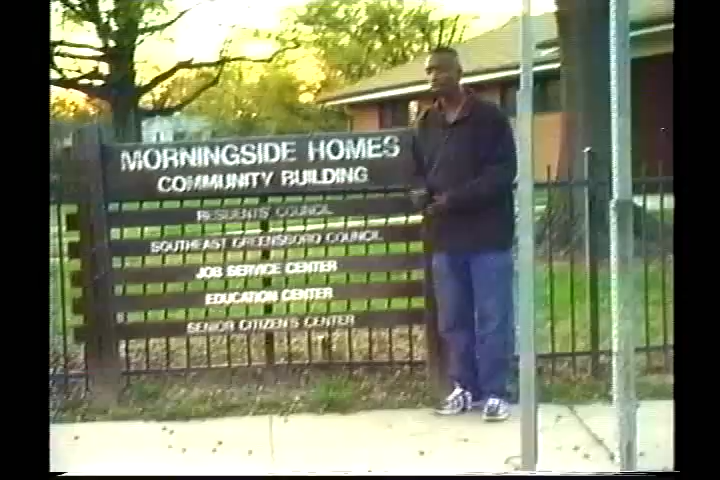 MORNINGSIDE HOMES
COMMUNITY BUILDING
RESIDENTS' COUNCIL
SOUTHEAST GREENSBORO COUNCIL
JOB SERVICE CENTER
EDUCATION CENTER
SENIOR CITIZEN'S CENTER